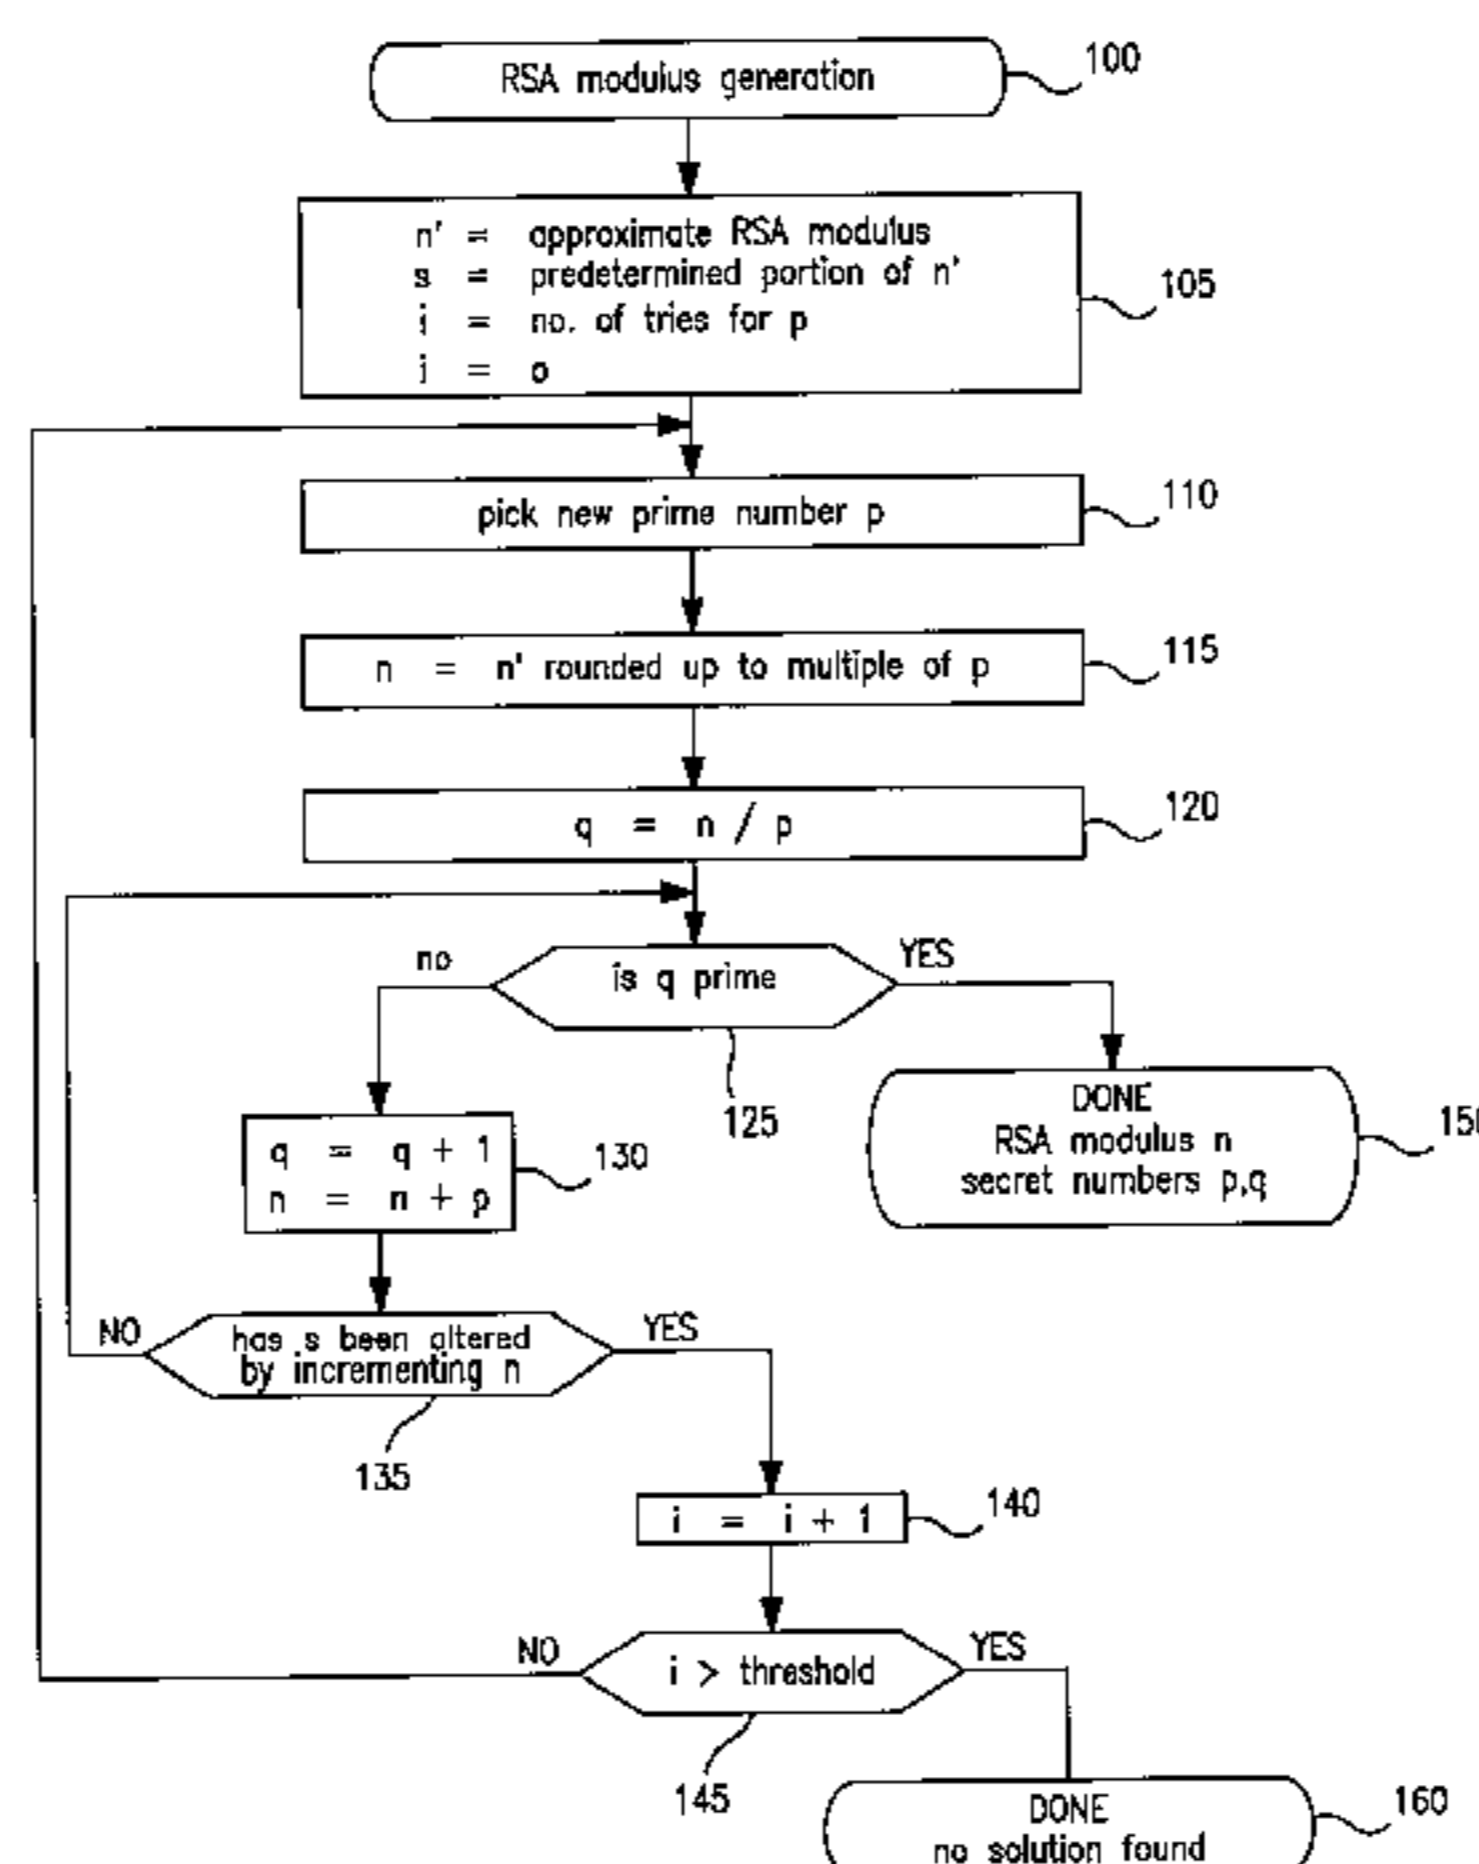 RSA modulus generation
100
n' = approximate RSA modulus
s = predetermined portion of n'
i = no. of tries for p
i = o
105
pick new prime number p
110
n = n' rounded up to multiple of p
115
q = n / p
120
no
is q prime
YES
125
DONE
RSA modulus n
secret numbers p,q
150
q = q + 1
n = n + p
130
NO
has s been altered
by incrementing n
YES
135
i = i + 1
140
NO
i > threshold
YES
145
DONE
no solution found
160